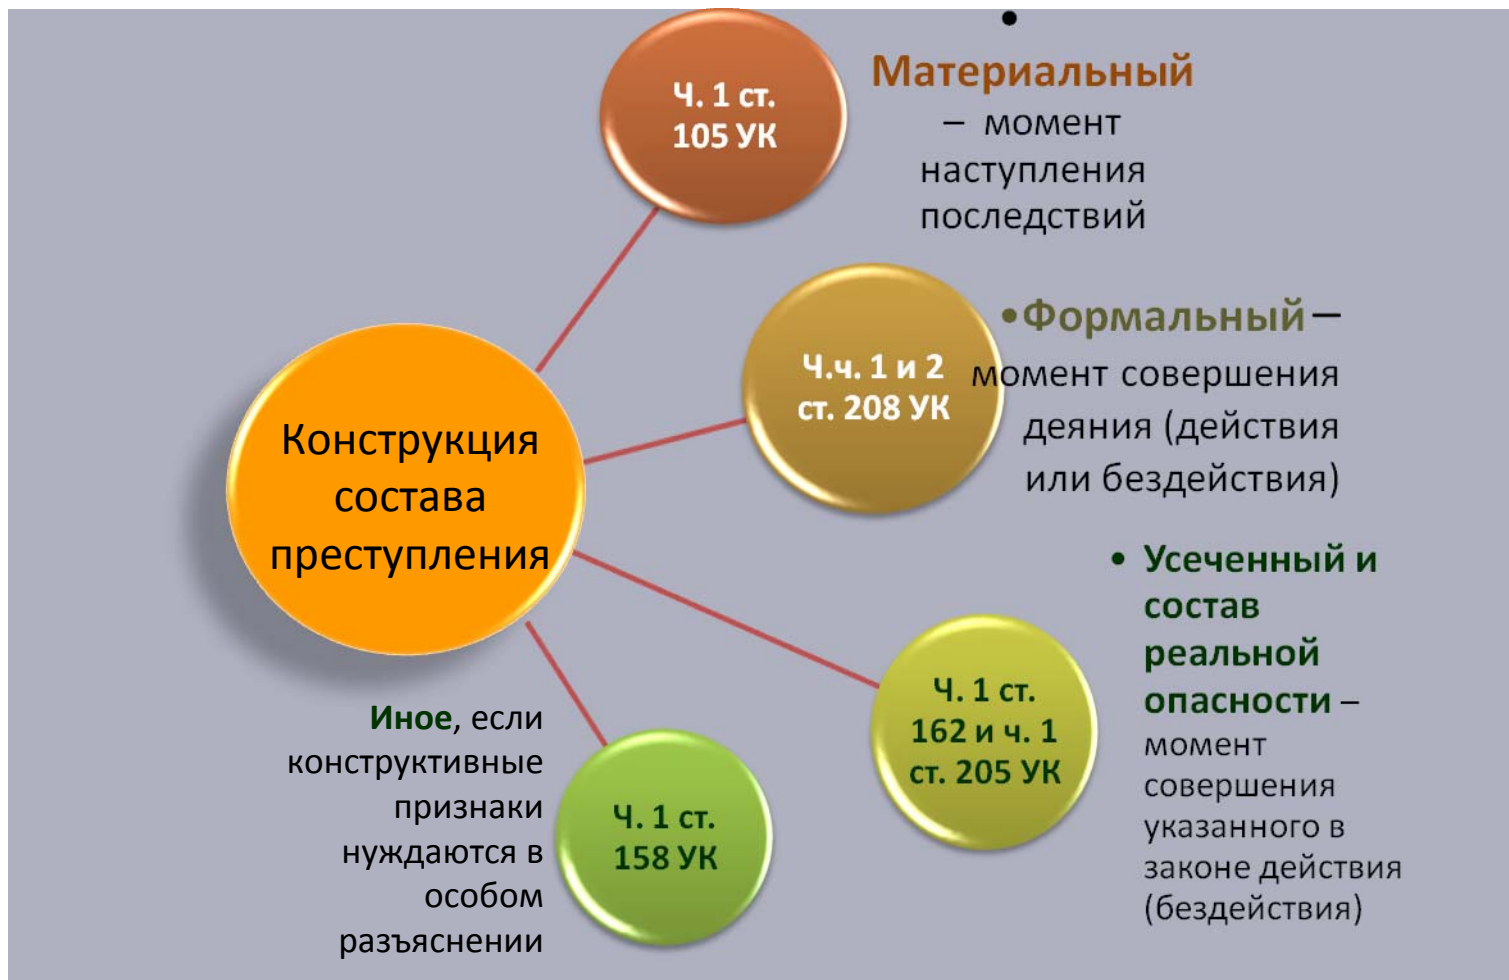 Конструкция
состава
преступления
Ч. 1 ст.
105 УК
•
Материальный
– момент
наступления
последствий
Ч.ч. 1 и 2
ст. 208 УК
•Формальный –
момент совершения
деяния (действия
или бездействия)
Ч. 1 ст.
162 и ч. 1
ст. 205 УК
• Усеченный и
состав
реальной
опасности –
момент
совершения
указанного в
законе действия
(бездействия)
Ч. 1 ст.
158 УК
Иное, если
конструктивные
признаки
нуждаются в
особом
разъяснении